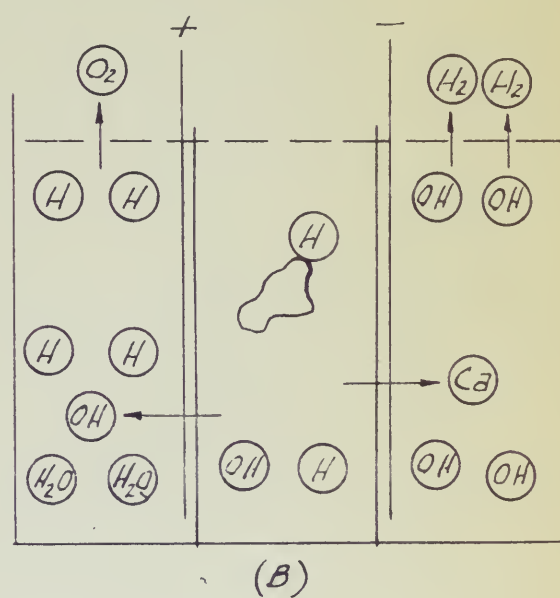 + −
O2 H2 H2
H H OH OH
H
H H Ca
OH
H2O H2O OH H OH OH
(B)